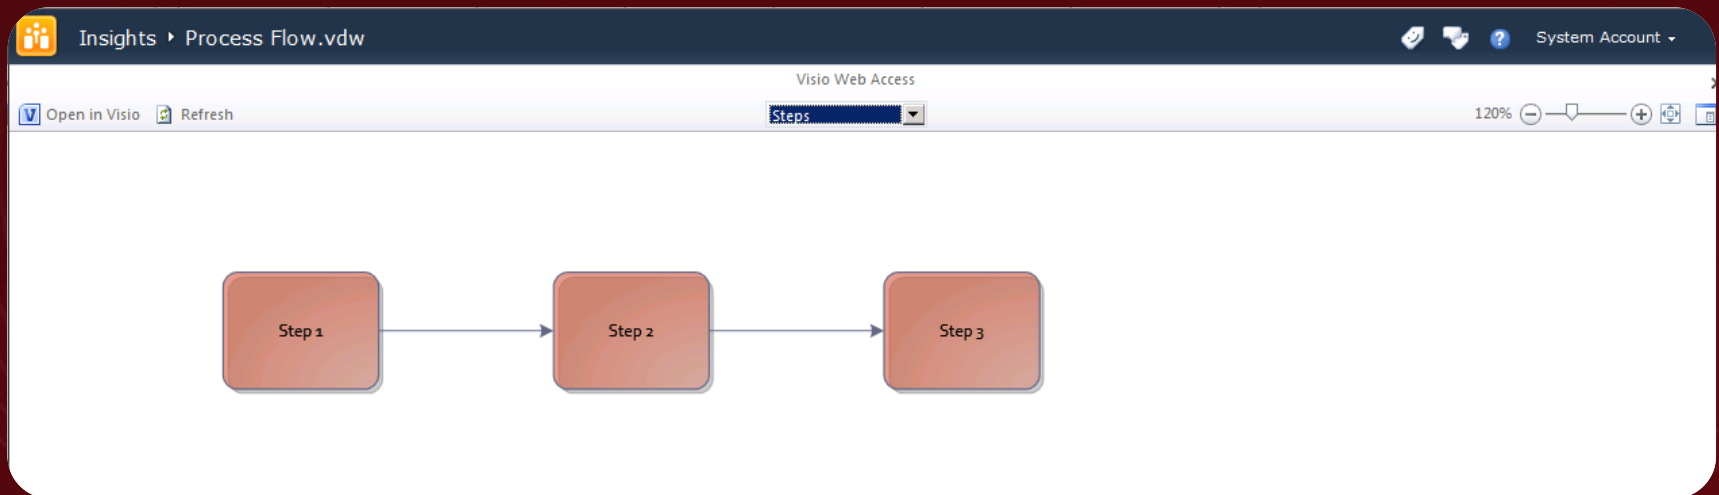 Insights ▸ Process Flow.vdw
System Account
Visio Web Access
Open in Visio Refresh Steps 120%
Step 1 Step 2 Step 3